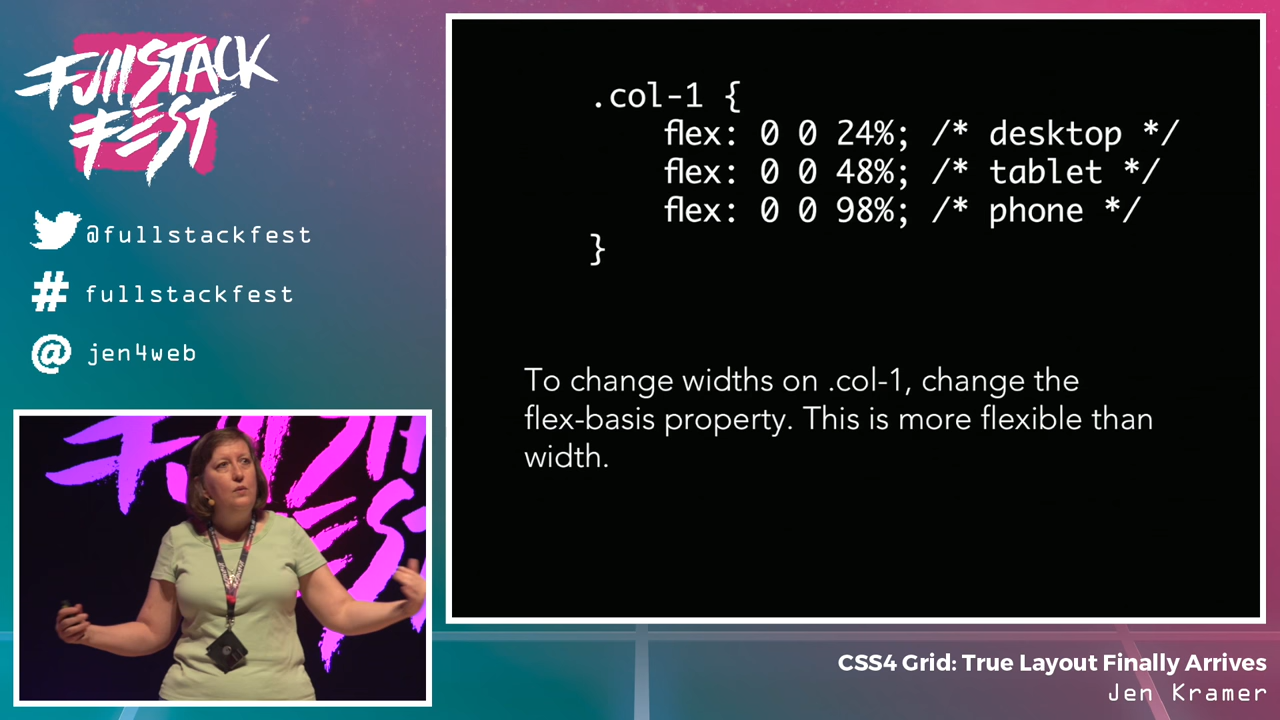 FullStack
Fest
@fullstackfest
# fullstackfest
@ jen4web
.col-1 {
flex: 0 0 24%; /* desktop */
flex: 0 0 48%; /* tablet */
flex: 0 0 98%; /* phone */
}
To change widths on .col-1, change the
flex-basis property. This is more flexible than
width.
CSS4 Grid: True Layout Finally Arrives
Jen Kramer